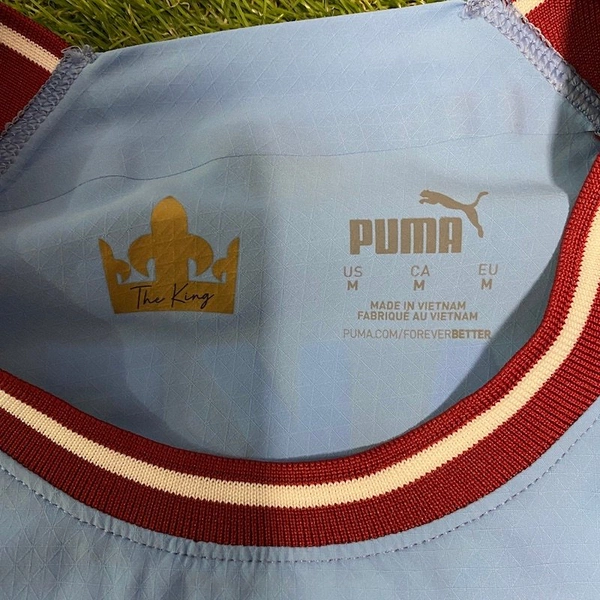 The King
PUMA
US CA EU
M M M
MADE IN VIETNAM
FABRIQUÉ AU VIETNAM
PUMA.COM/FOREVERBETTER